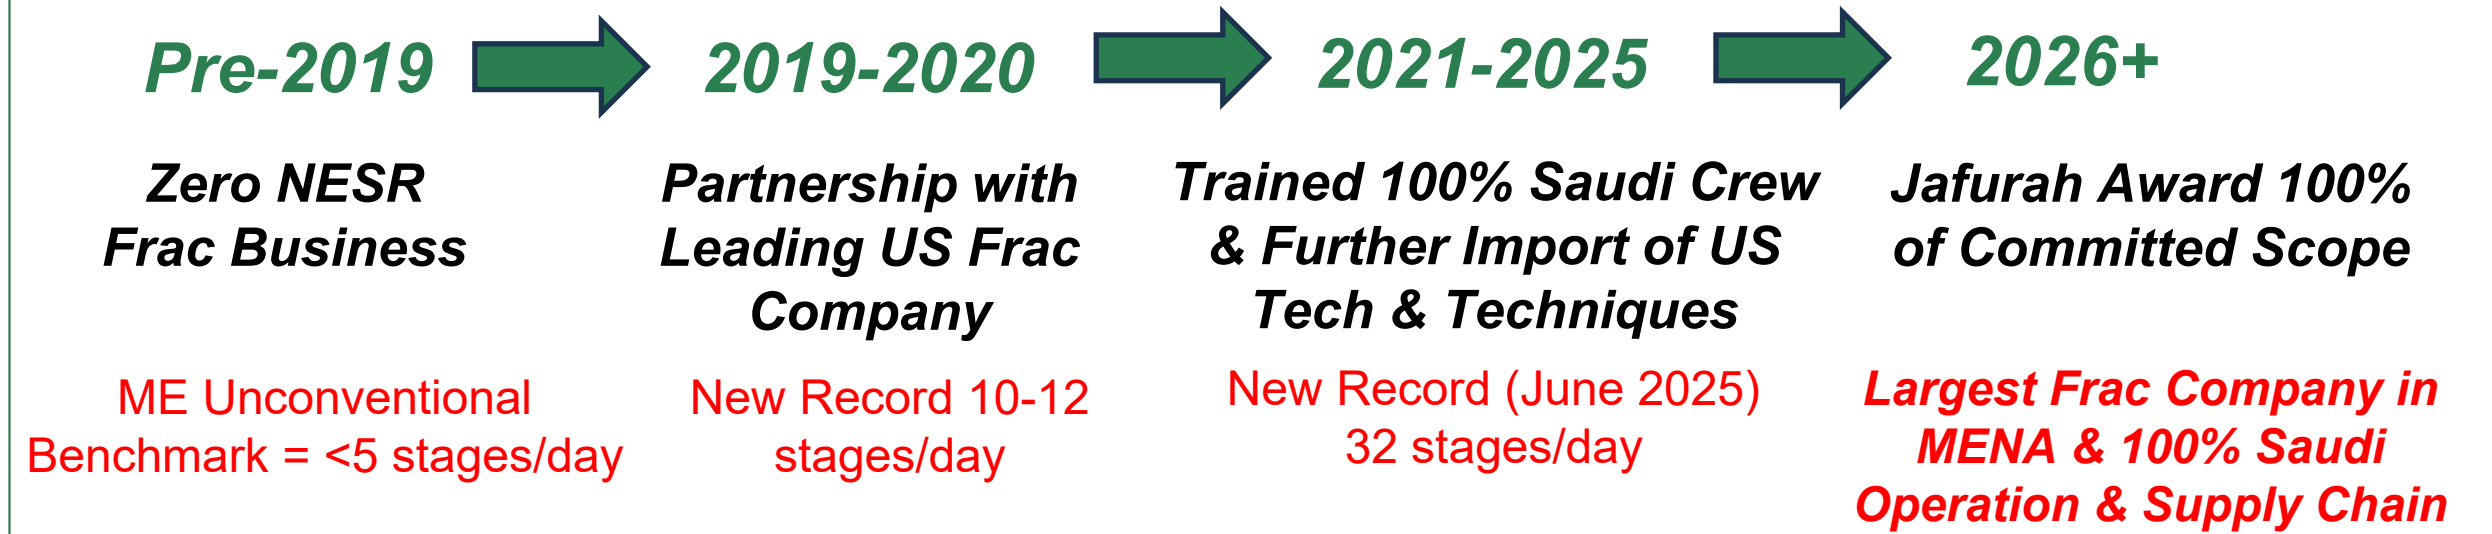 Pre-2019
Zero NESR
Frac Business
ME Unconventional
Benchmark = <5 stages/day
2019-2020
Partnership with
Leading US Frac
Company
New Record 10-12
stages/day
2021-2025
Trained 100% Saudi Crew
& Further Import of US
Tech & Techniques
New Record (June 2025)
32 stages/day
2026+
Jafurah Award 100%
of Committed Scope
Largest Frac Company in
MENA & 100% Saudi
Operation & Supply Chain